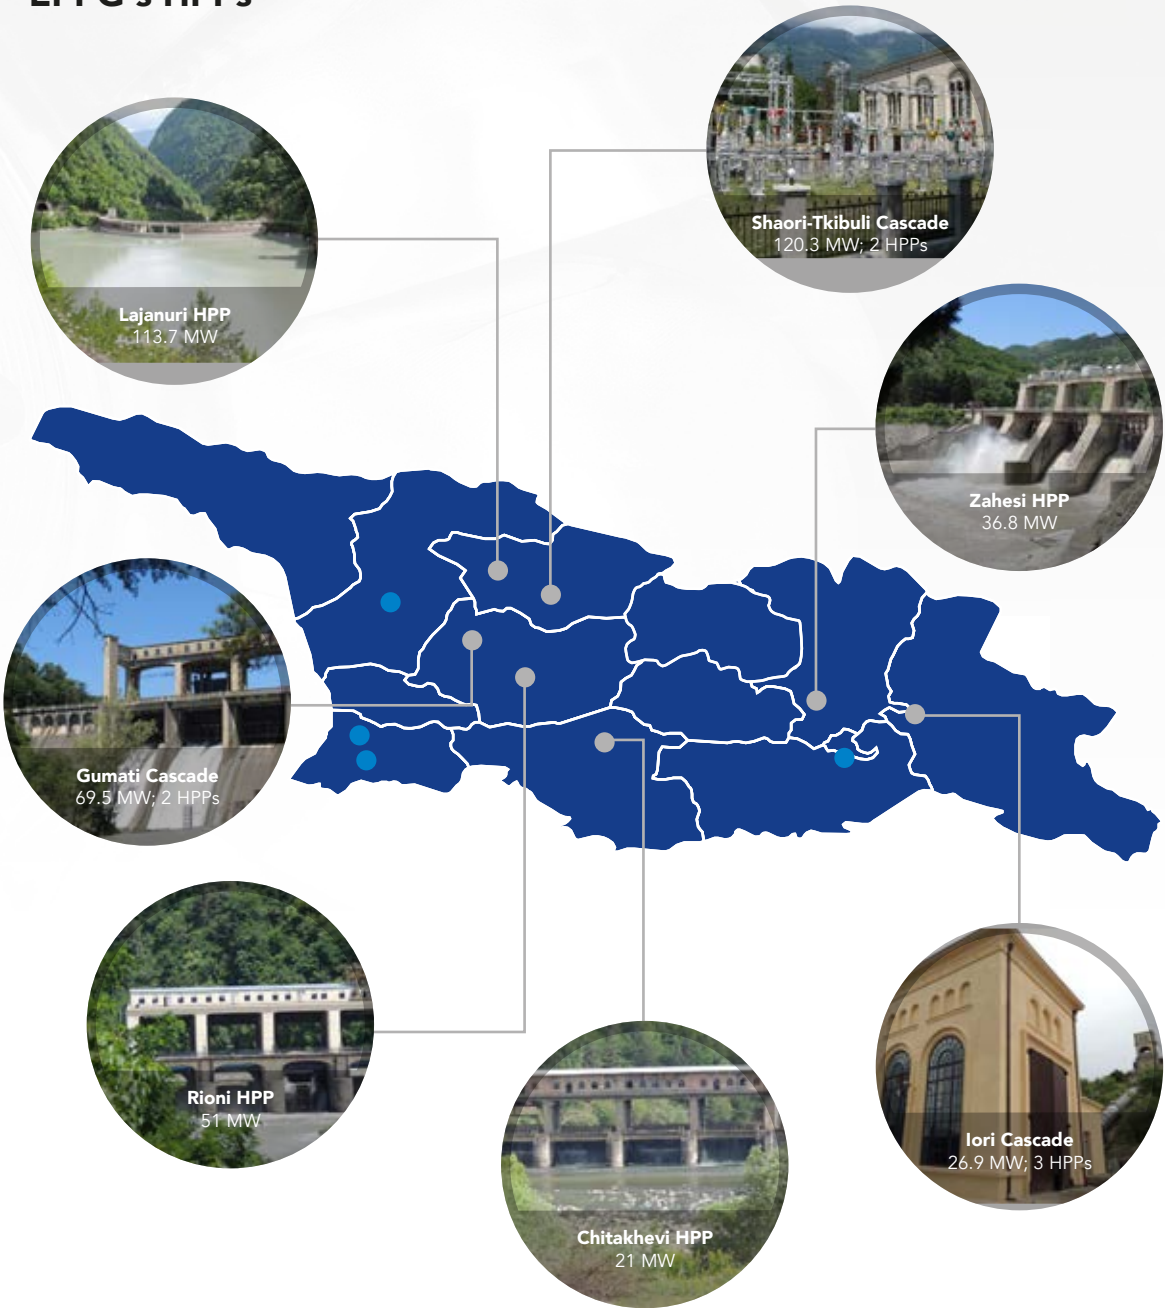 Shaori-Tkibuli Cascade
120.3 MW; 2 HPPs
Lajanuri HPP
113.7 MW
Zahesi HPP
36.8 MW
Gumati Cascade
69.5 MW; 2 HPPs
Rioni HPP
51 MW
Iori Cascade
26.9 MW; 3 HPPs
Chitakhevi HPP
21 MW